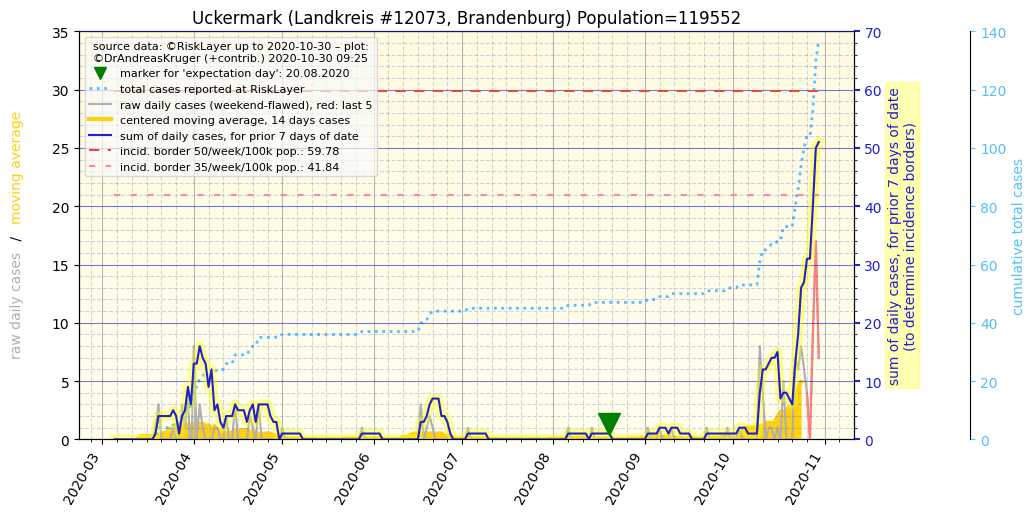 Uckermark (Landkreis #12073, Brandenburg) Population=119552
source data: ©RiskLayer up to 2020-10-30 – plot:
©DrAndreasKruger (+contrib.) 2020-10-30 09:25
marker for 'expectation day': 20.08.2020
total cases reported at RiskLayer
raw daily cases (weekend-flawed), red: last 5
centered moving average, 14 days cases
sum of daily cases, for prior 7 days of date
incid. border 50/week/100k pop.: 59.78
incid. border 35/week/100k pop.: 41.84
raw daily cases / moving average
35
30
25
20
15
10
5
0
70
60
50
40
30
20
10
0
sum of daily cases, for prior 7 days of date
(to determine incidence borders)
140
120
100
80
60
40
20
0
cumulative total cases
2020-03
2020-04
2020-05
2020-06
2020-07
2020-08
2020-09
2020-10
2020-11